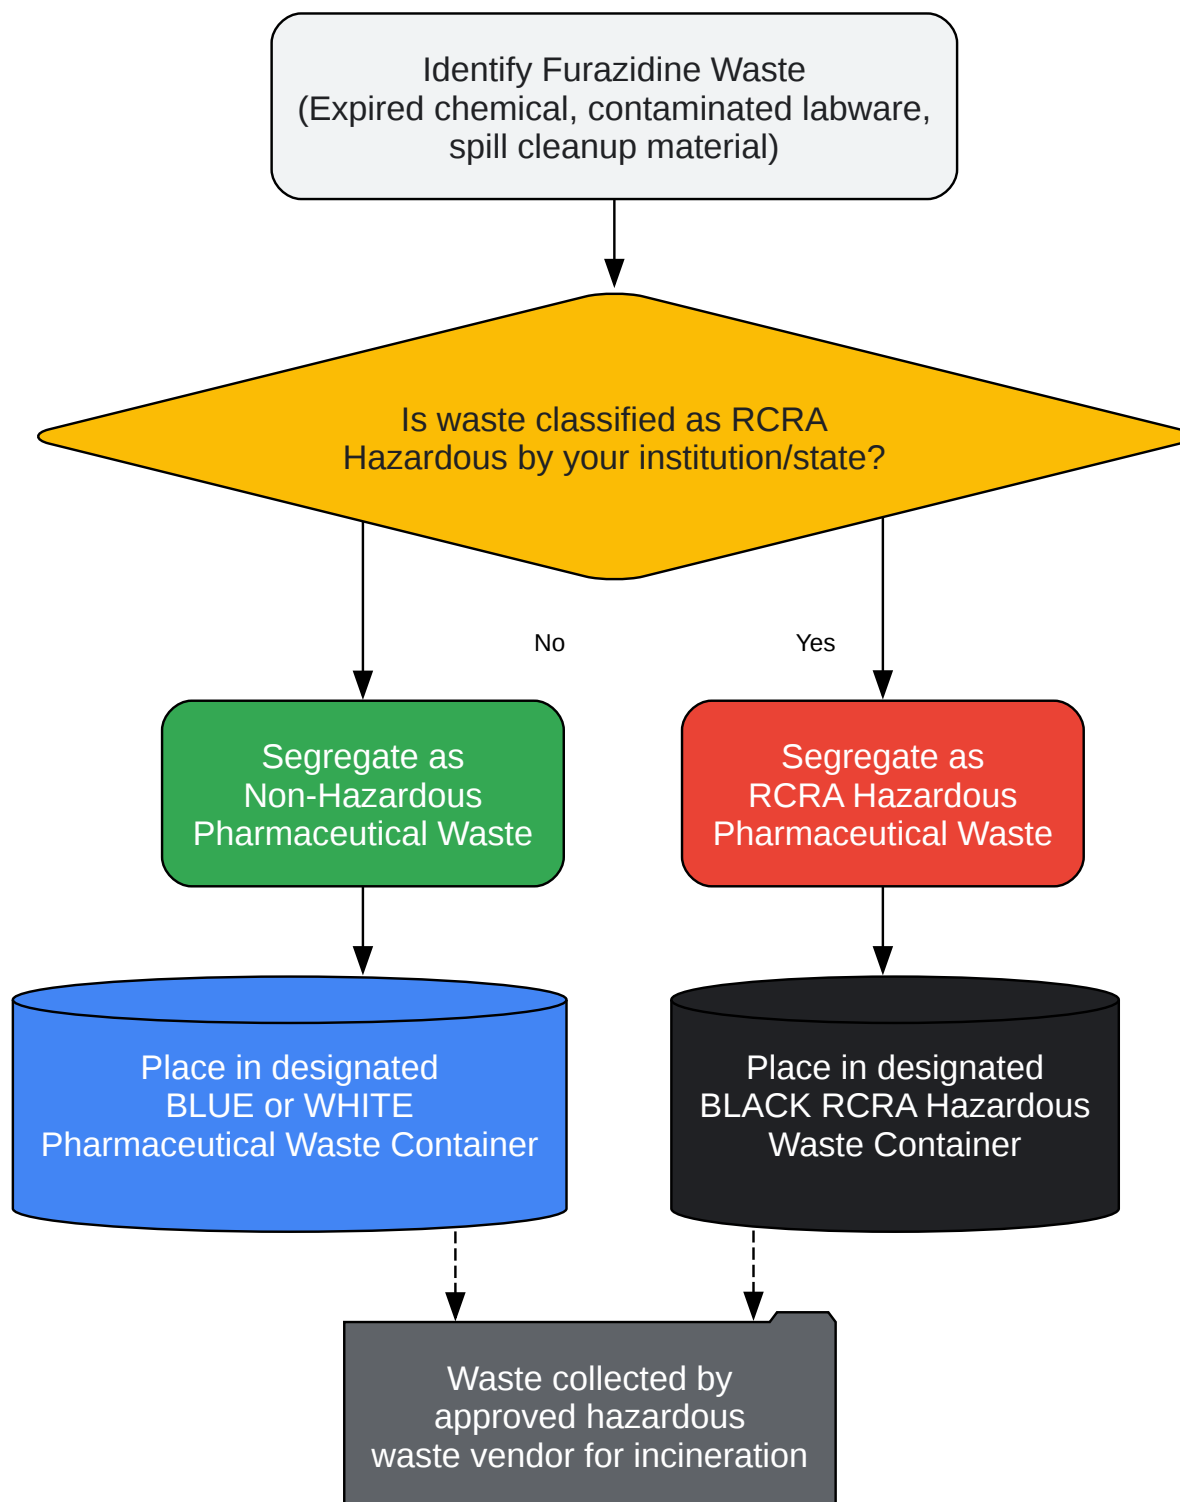 Identify Furazidine Waste
(Expired chemical, contaminated labware,
spill cleanup material)
Is waste classified as RCRA
Hazardous by your institution/state?
No
Yes
Segregate as
Non-Hazardous
Pharmaceutical Waste
Segregate as
RCRA Hazardous
Pharmaceutical Waste
Place in designated
BLUE or WHITE
Pharmaceutical Waste Container
Place in designated
BLACK RCRA Hazardous
Waste Container
Waste collected by
approved hazardous
waste vendor for incineration